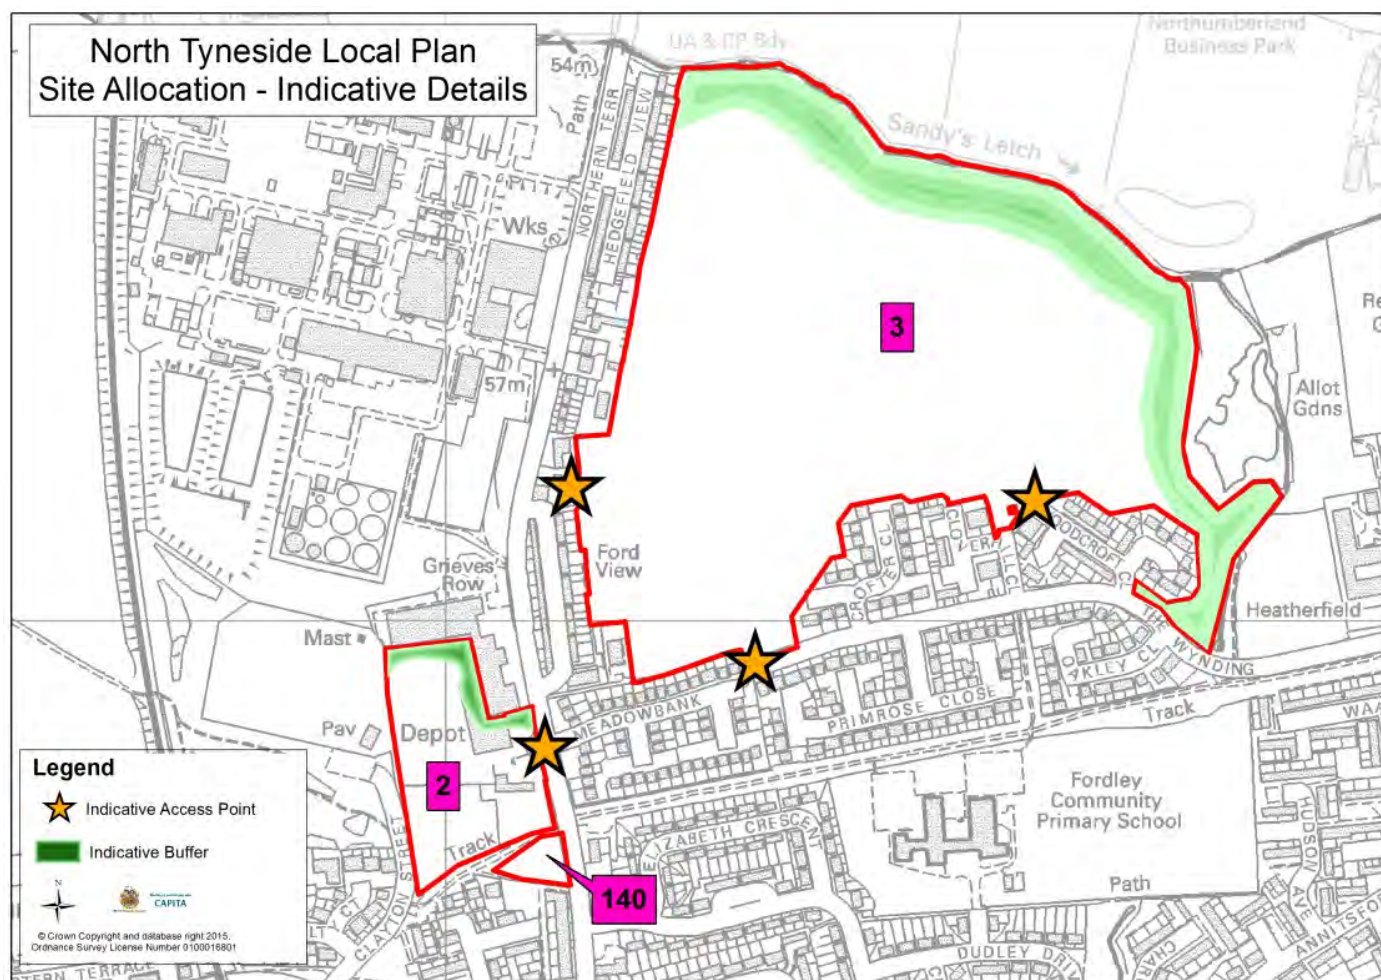 North Tyneside Local Plan
Site Allocation - Indicative Details
UA & CP Bdy
Northumberland
Business Park
54m
Path
NORTHERN TERR
HEDGEFIELD VIEW
Sandy's Letch
Wks
3
57m
Allot
Gdns
Ford
View
Grieves
Row
CROFTER CL
Mast
Heatherfield
THE WYNDING
Pav
Depot
MEADOWBANK
PRIMROSE CLOSE
Track
2
Fordley
Community
Primary School
ELIZABETH CRESCENT
HUDSON AVE
Track
CLAYTON STREET
140
Path
DUDLEY DRI
ANNITSFOR
Legend
Indicative Access Point
Indicative Buffer
N
CAPITA
© Crown Copyright and database right 2015.
Ordnance Survey License Number 0100016801